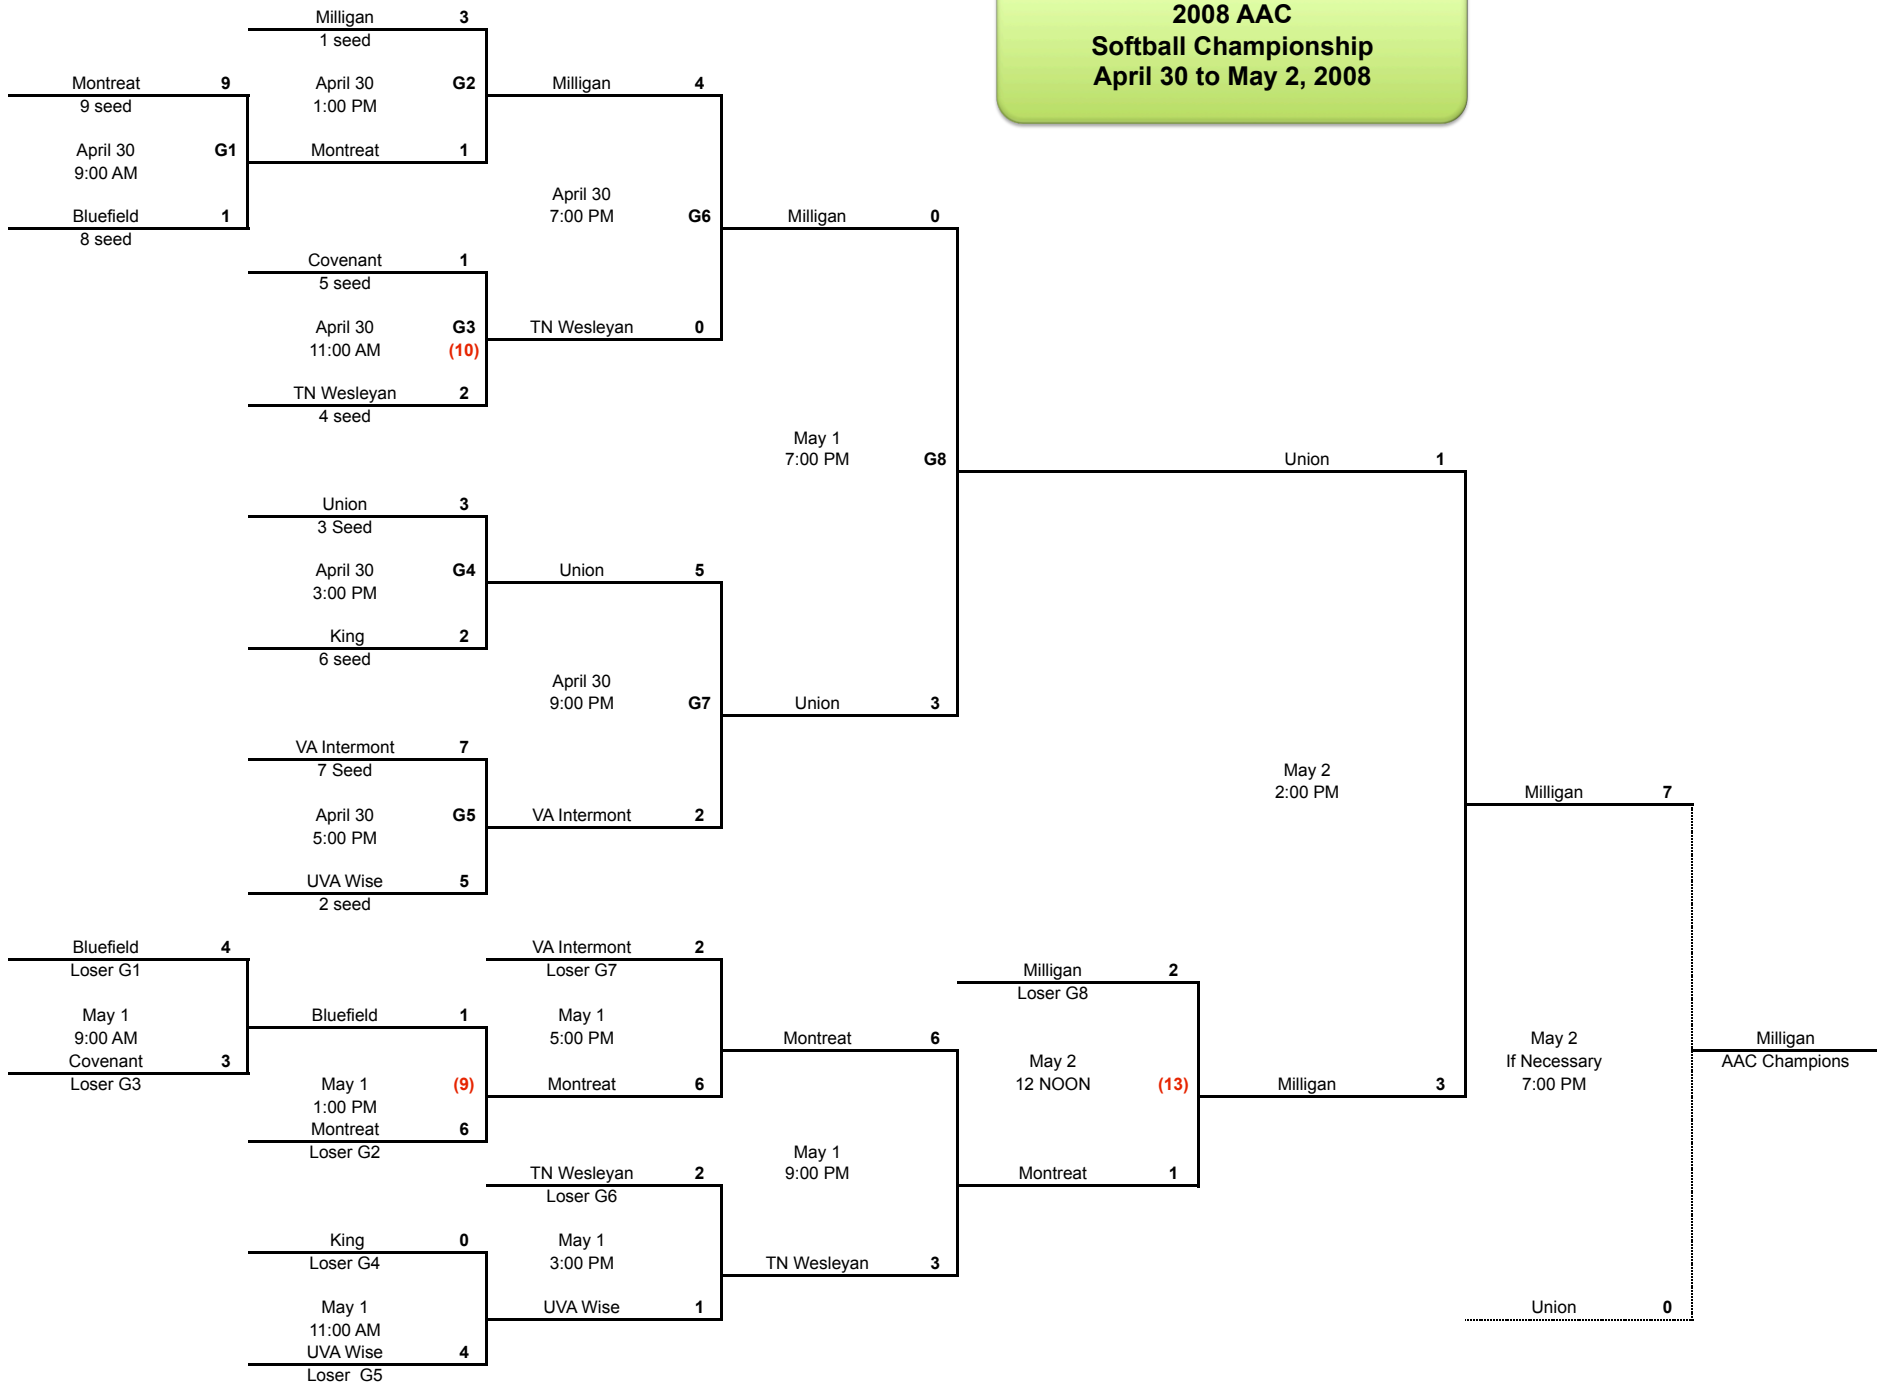 2008 AAC
Softball Championship
April 30 to May 2, 2008
Milligan 3
1 seed
Montreat 9
9 seed
April 30 G2
1:00 PM
Milligan 4
April 30 G1
9:00 AM
Montreat 1
Bluefield 1
8 seed
April 30
7:00 PM G6
Milligan 0
Covenant 1
5 seed
April 30 G3
11:00 AM (10)
TN Wesleyan 0
TN Wesleyan 2
4 seed
May 1
7:00 PM G8
Union 1
Union 3
3 Seed
April 30 G4
3:00 PM
Union 5
King 2
6 seed
April 30
9:00 PM G7
Union 3
VA Intermont 7
7 Seed
May 2
2:00 PM
Milligan 7
April 30 G5
5:00 PM
VA Intermont 2
UVA Wise 5
2 seed
Bluefield 4
Loser G1
VA Intermont 2
Loser G7
Milligan 2
Loser G8
May 1
9:00 AM
Bluefield 1
May 1
5:00 PM
Montreat 6
Covenant 3
Loser G3
May 1 (9)
1:00 PM
Montreat 6
May 2
12 NOON (13)
Milligan 3
May 2
If Necessary
7:00 PM
Milligan
AAC Champions
Montreat 6
Loser G2
May 1
9:00 PM
TN Wesleyan 2
Loser G6
Montreat 1
King 0
Loser G4
May 1
3:00 PM
TN Wesleyan 3
May 1
11:00 AM
UVA Wise 1
Union 0
UVA Wise 4
Loser G5